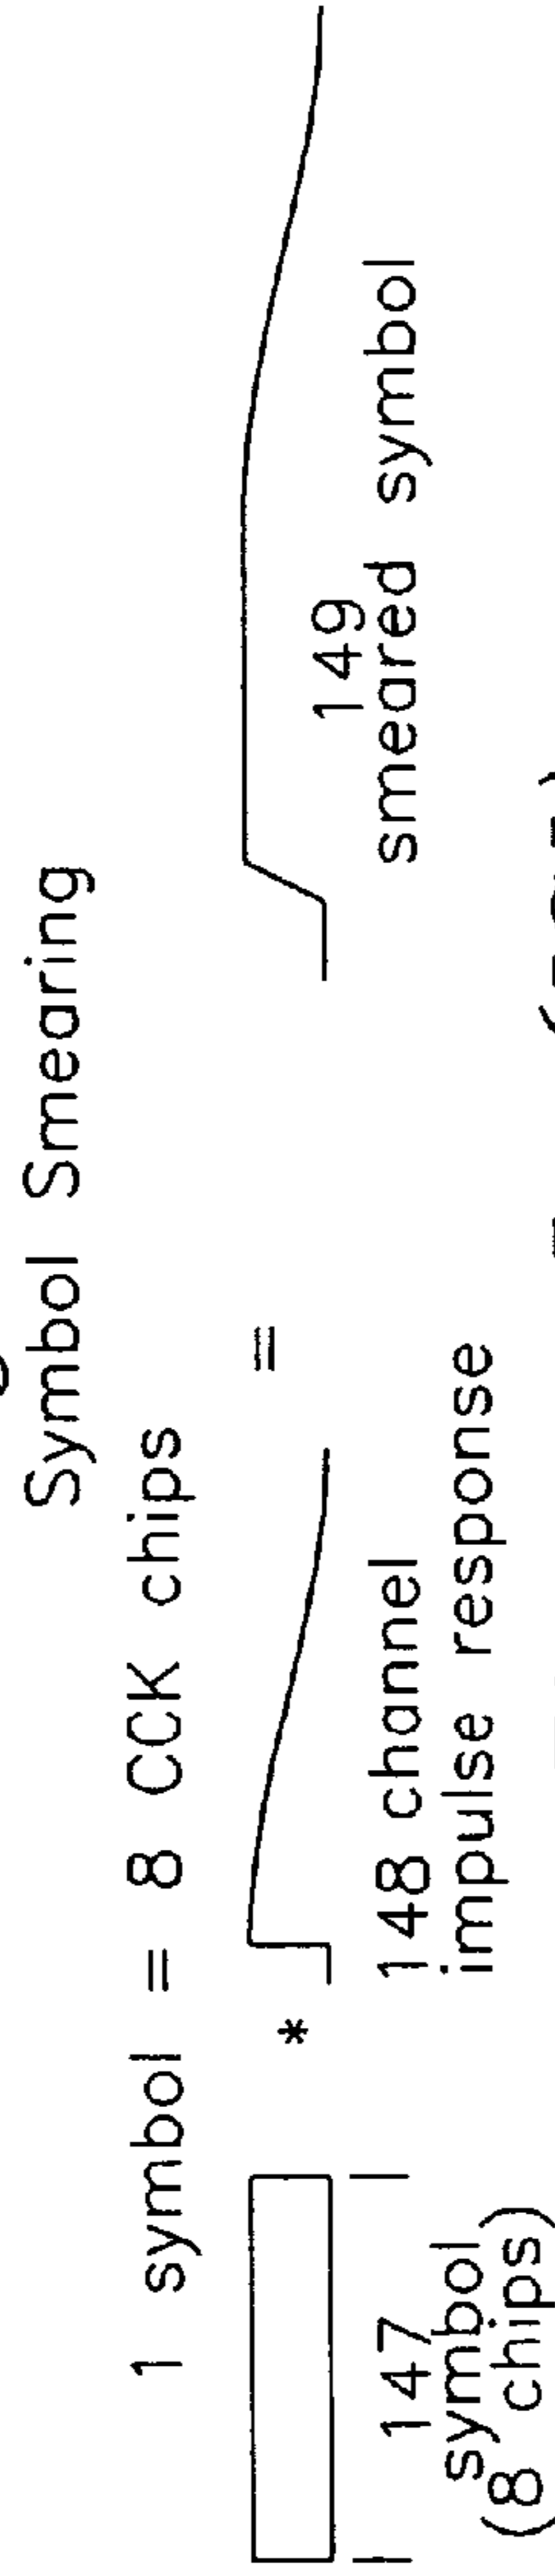 Symbol Smearing
1 symbol = 8 CCK chips
* =
147
symbol
(8 chips)
148 channel
impulse response
149
smeared symbol